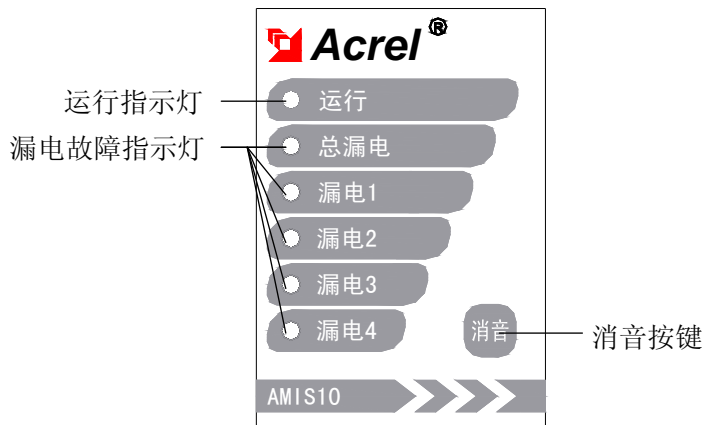 Acrel®
运行指示灯 运行
漏电故障指示灯 总漏电
漏电1
漏电2
漏电3
漏电4 消音 消音按键
AMIS10